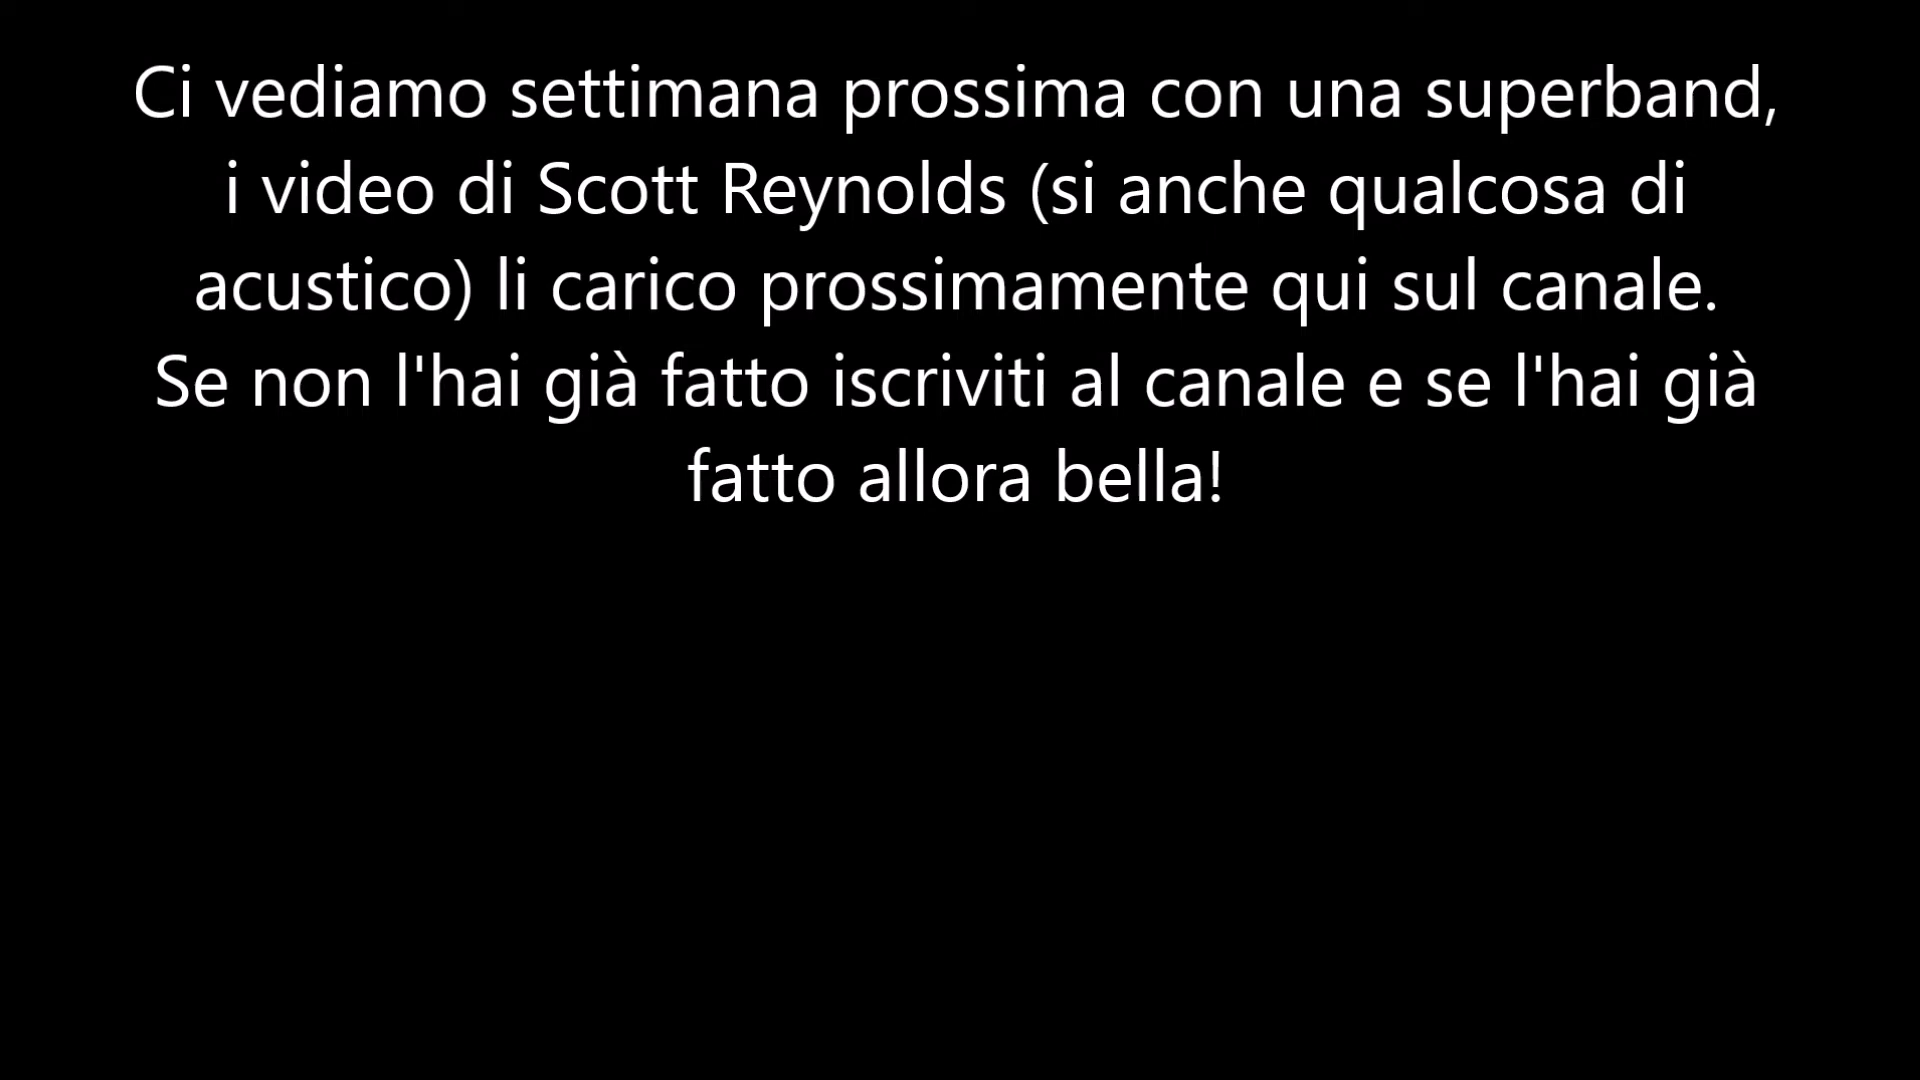 Ci vediamo settimana prossima con una superband,
i video di Scott Reynolds (si anche qualcosa di
acustico) li carico prossimamente qui sul canale.
Se non l'hai già fatto iscriviti al canale e se l'hai già
fatto allora bella!